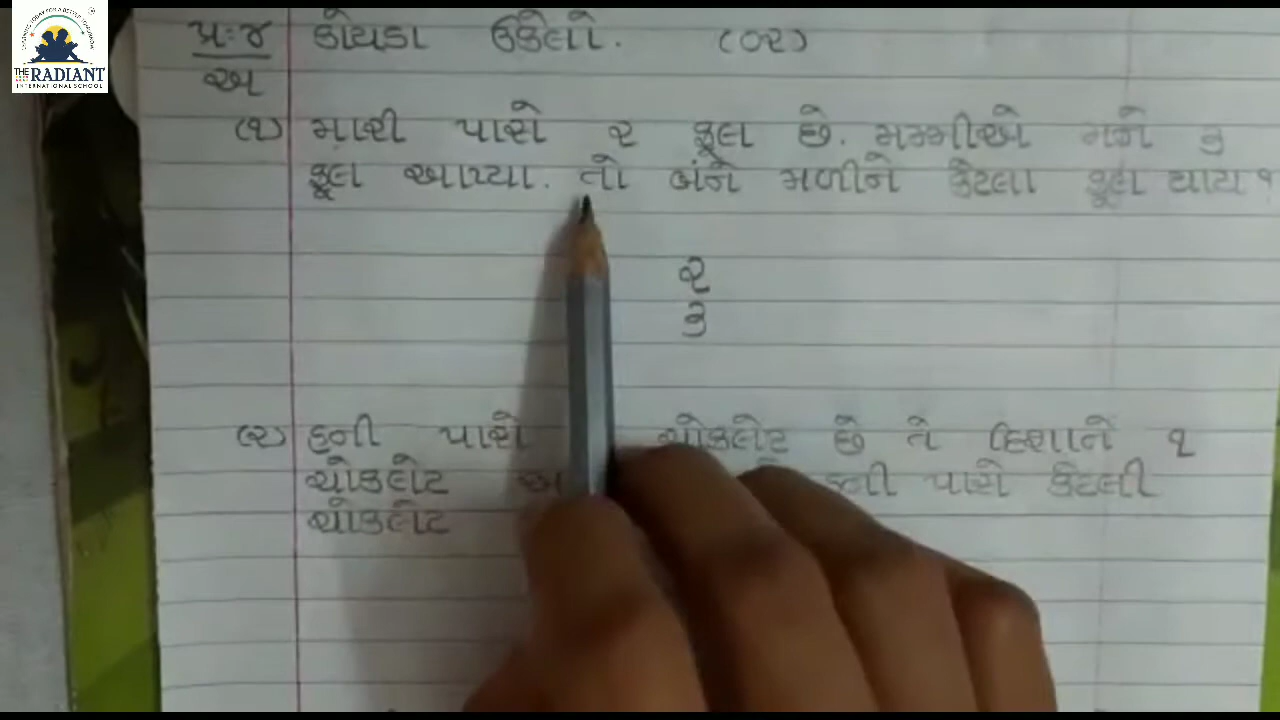 THE RADIANT
INTERNATIONAL SCHOOL
પ્ર:૪ કોયડા ઉકેલો. (૦૨)
અ
(૧) મારી પાસે ૨ ફૂલ છે. મમ્મીએ મને ૩
ફૂલ આપ્યા. તો બંને મળીને કેટલા ફૂલ થાય ?
૨
૩
(૨) હની પાસે ચોકલેટ છે તે દિશાને ૧
ચોકલેટ પાસે કેટલી
ચોકલેટ